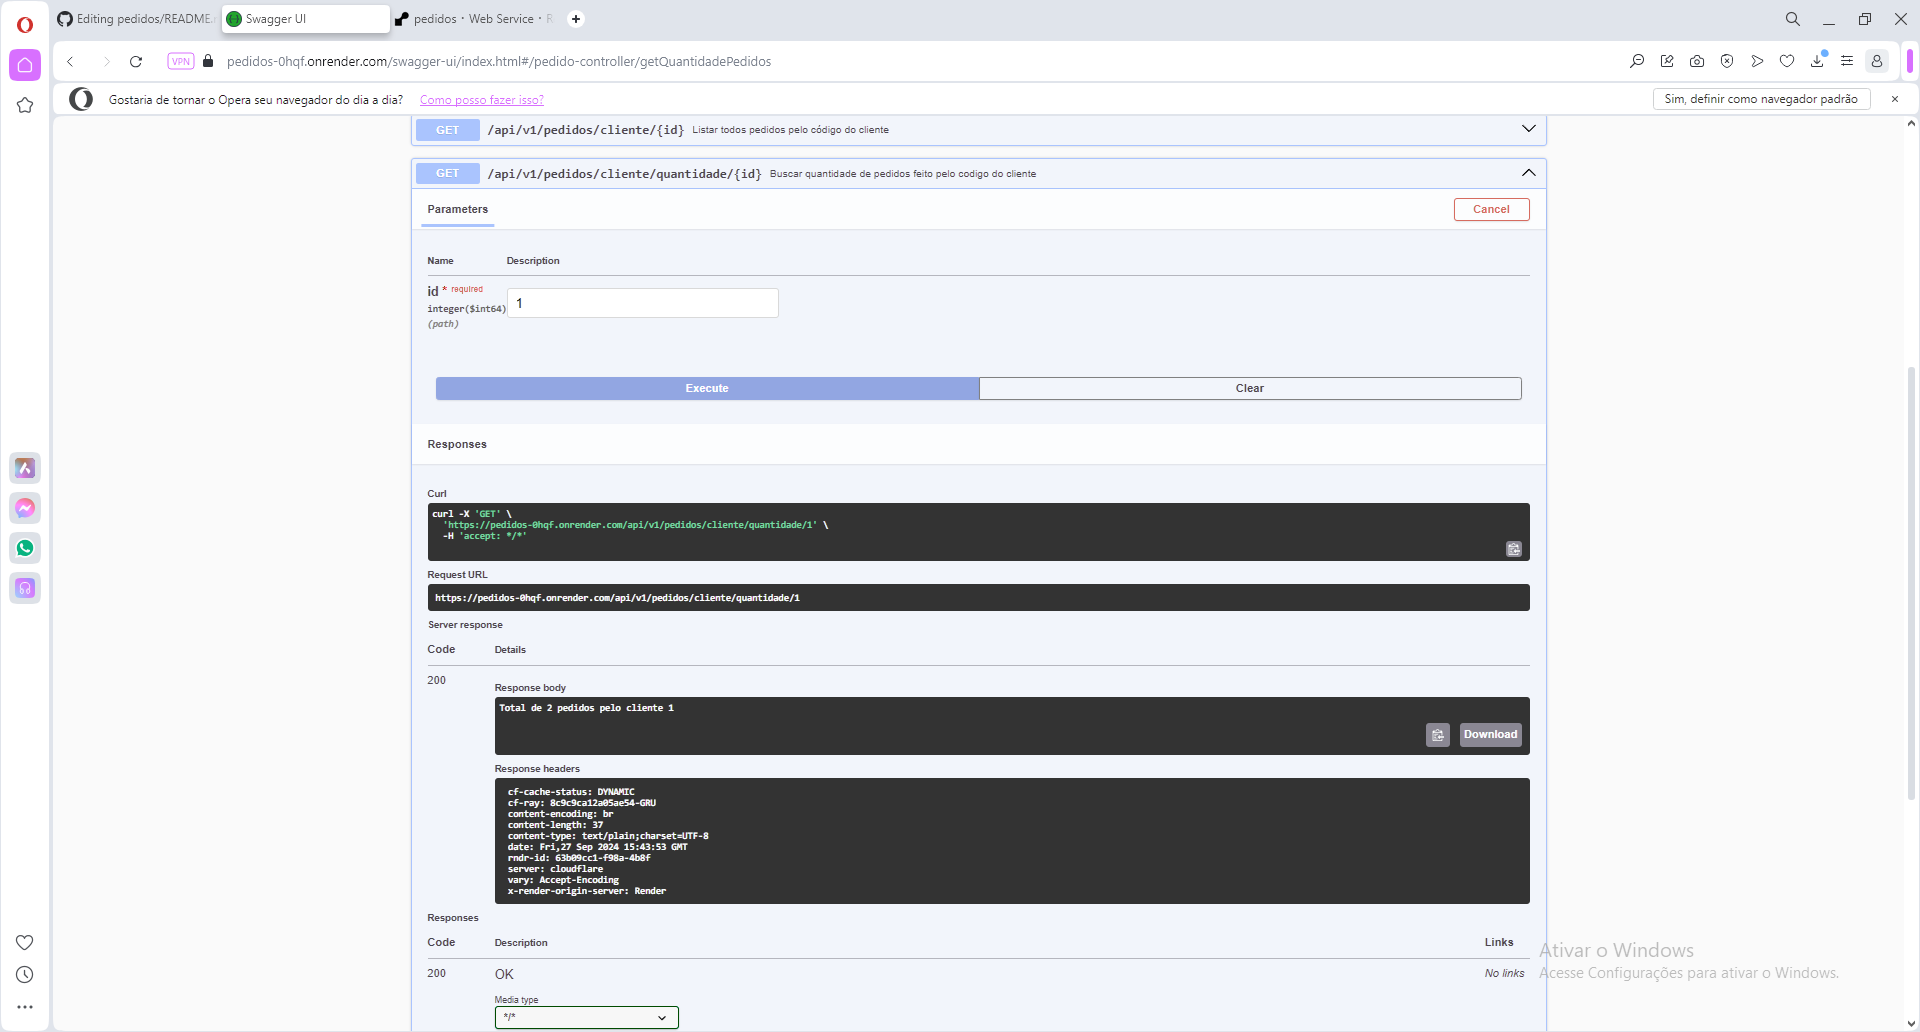 Editing pedidos/README.
Swagger UI
pedidos · Web Service ·
VPN
pedidos-0hqf.onrender.com/swagger-ui/index.html#/pedido-controller/getQuantidadePedidos
Gostaria de tornar o Opera seu navegador do dia a dia?
Como posso fazer isso?
Sim, definir como navegador padrão
GET /api/v1/pedidos/cliente/{id} Listar todos pedidos pelo código do cliente
GET /api/v1/pedidos/cliente/quantidade/{id} Buscar quantidade de pedidos feito pelo codigo do cliente
Parameters
Cancel
Name Description
id * required
integer($int64)
(path)
1
Execute
Clear
Responses
Curl
curl -X 'GET' \
'https://pedidos-0hqf.onrender.com/api/v1/pedidos/cliente/quantidade/1' \
-H 'accept: */*'
Request URL
https://pedidos-0hqf.onrender.com/api/v1/pedidos/cliente/quantidade/1
Server response
Code Details
200
Response body
Total de 2 pedidos pelo cliente 1
Download
Response headers
cf-cache-status: DYNAMIC
cf-ray: 8c9c9ca12a05ae54-GRU
content-encoding: br
content-length: 37
content-type: text/plain;charset=UTF-8
date: Fri,27 Sep 2024 15:43:53 GMT
rndr-id: 63b09cc1-f98a-4b8f
server: cloudflare
vary: Accept-Encoding
x-render-origin-server: Render
Responses
Code Description Links
200 OK No links
Media type
*/*
Ativar o Windows
Acesse Configurações para ativar o Windows.